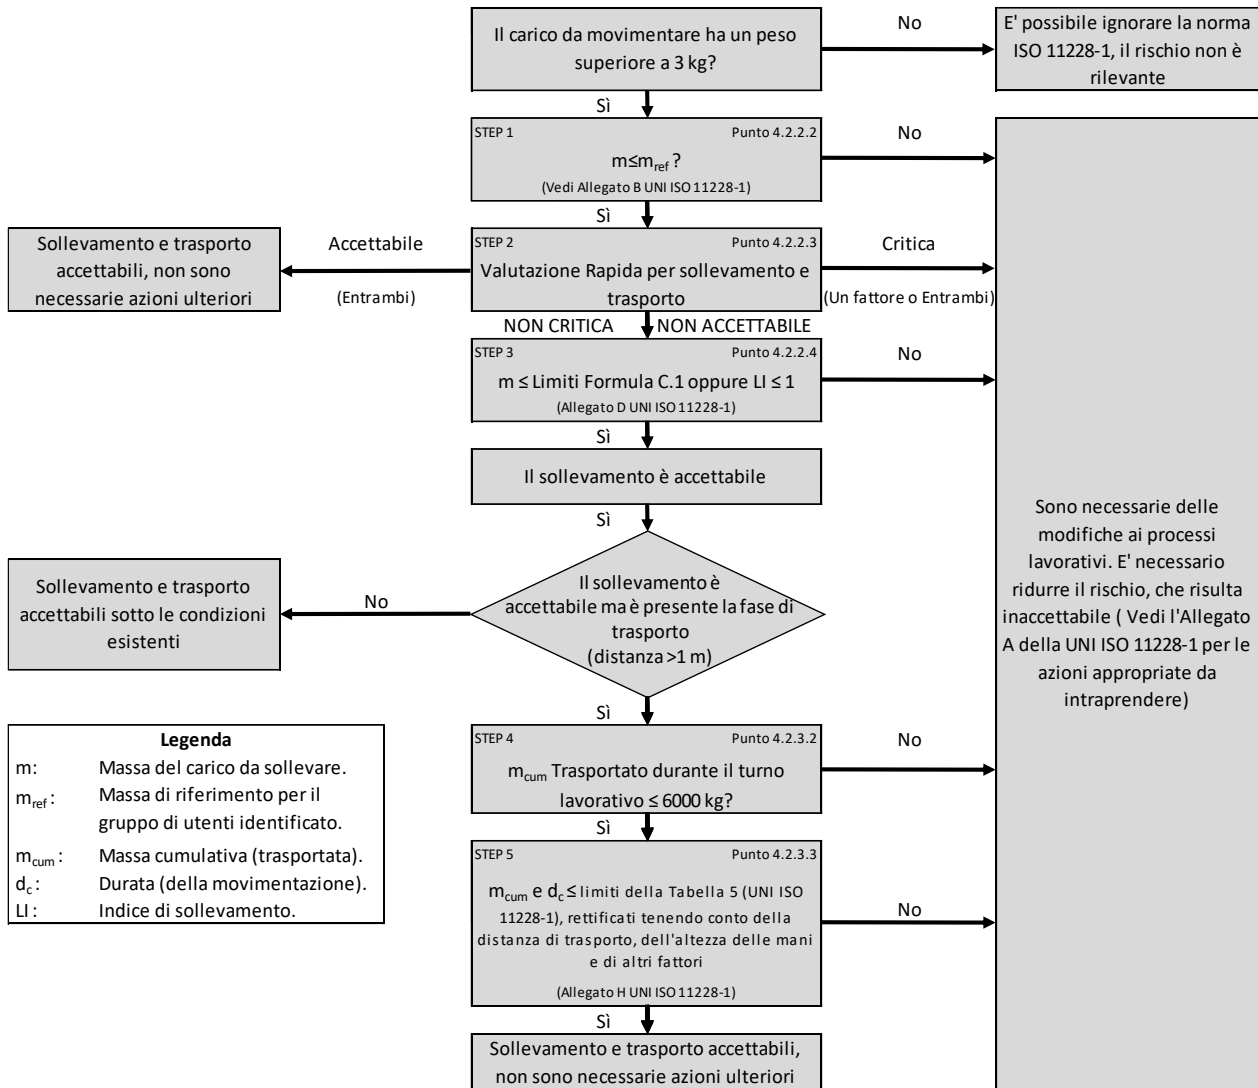 Il carico da movimentare ha un peso
superiore a 3 kg?
No
E' possibile ignorare la norma
ISO 11228-1, il rischio non è
rilevante
Sì
STEP 1 Punto 4.2.2.2
m≤m_ref ?
(Vedi Allegato B UNI ISO 11228-1)
No
Sì
STEP 2 Punto 4.2.2.3
Valutazione Rapida per sollevamento e
trasporto
Accettabile
(Entrambi)
Sollevamento e trasporto
accettabili, non sono
necessarie azioni ulteriori
Critica
(Un fattore o Entrambi)
NON CRITICA NON ACCETTABILE
STEP 3 Punto 4.2.2.4
m ≤ Limiti Formula C.1 oppure LI ≤ 1
(Allegato D UNI ISO 11228-1)
No
Sì
Il sollevamento è accettabile
Sì
Il sollevamento è
accettabile ma è presente la fase di
trasporto
(distanza >1 m)
No
Sollevamento e trasporto
accettabili sotto le condizioni
esistenti
Sì
STEP 4 Punto 4.2.3.2
m_cum Trasportato durante il turno
lavorativo ≤ 6000 kg?
No
Sì
STEP 5 Punto 4.2.3.3
m_cum e d_c ≤ limiti della Tabella 5 (UNI ISO
11228-1), rettificati tenendo conto della
distanza di trasporto, dell'altezza delle mani
e di altri fattori
(Allegato H UNI ISO 11228-1)
No
Sì
Sollevamento e trasporto accettabili,
non sono necessarie azioni ulteriori
Sono necessarie delle
modifiche ai processi
lavorativi. E' necessario
ridurre il rischio, che risulta
inaccettabile ( Vedi l'Allegato
A della UNI ISO 11228-1 per le
azioni appropriate da
intraprendere)
Legenda
m: Massa del carico da sollevare.
m_ref : Massa di riferimento per il
gruppo di utenti identificato.
m_cum : Massa cumulativa (trasportata).
d_c : Durata (della movimentazione).
LI : Indice di sollevamento.